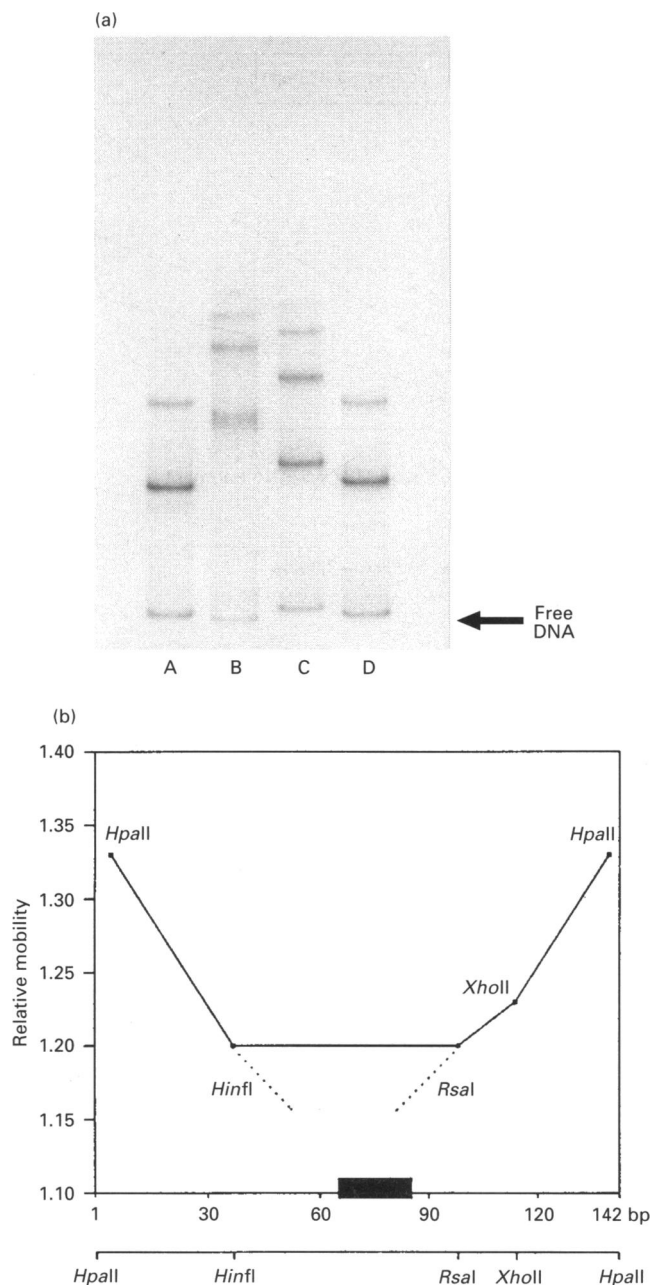 (a)
Free
DNA
A B C D
(b)
1.40
1.35
1.30
1.25
1.20
1.15
1.10
Relative mobility
HpaII
HpaII
XhoII
HinfI
RsaI
1 30 60 90 120 142 bp
HpaII HinfI RsaI XhoII HpaII